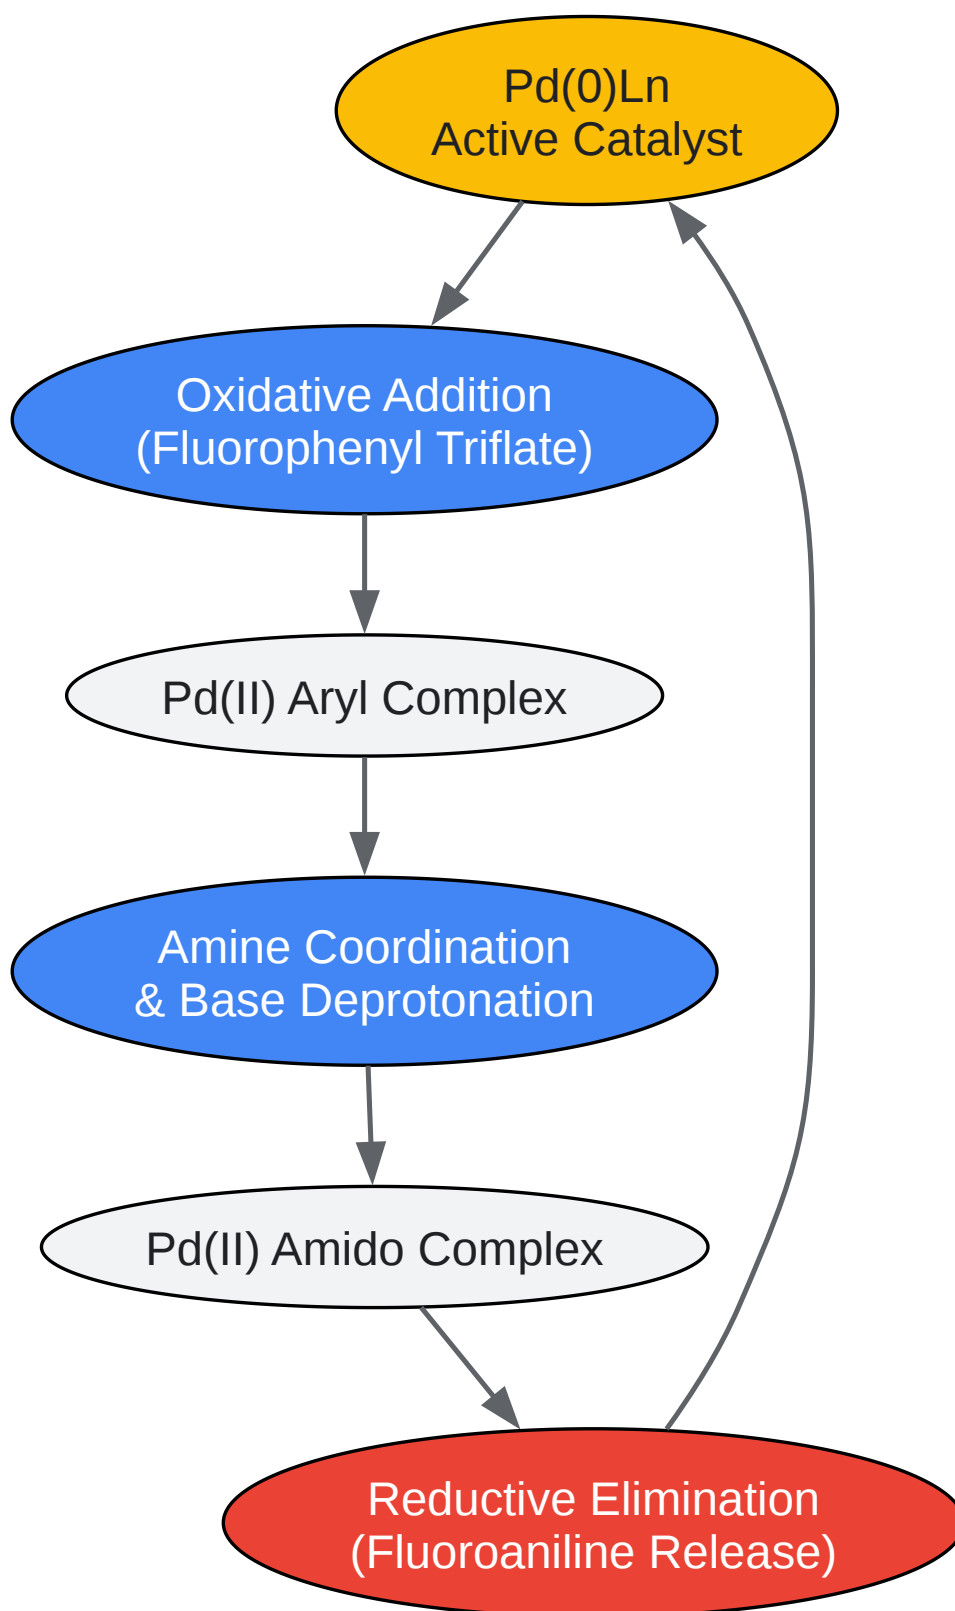 Pd(0)Ln
Active Catalyst
Oxidative Addition
(Fluorophenyl Triflate)
Pd(II) Aryl Complex
Amine Coordination
& Base Deprotonation
Pd(II) Amido Complex
Reductive Elimination
(Fluoroaniline Release)